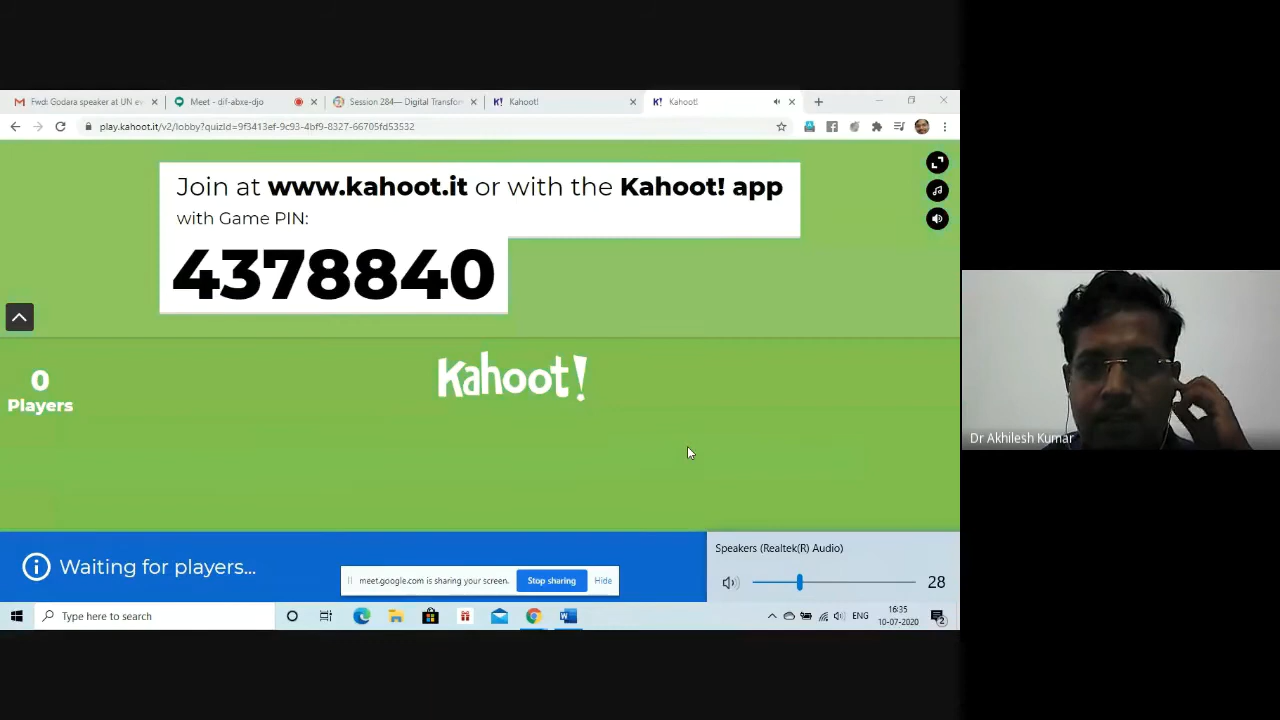 Fwd: Godara speaker at UN ev
Meet - dif-abxe-djo
Session 284— Digital Transfor
Kahoot!
Kahoot!
play.kahoot.it/v2/lobby?quizId=9f3413ef-9c93-4bf9-8327-66705fd53532
Join at www.kahoot.it or with the Kahoot! app
with Game PIN:
4378840
Kahoot!
0
Players
Dr Akhilesh Kumar
Waiting for players...
meet.google.com is sharing your screen.
Stop sharing
Hide
Speakers (Realtek(R) Audio)
28
Type here to search
ENG
16:35
10-07-2020
2